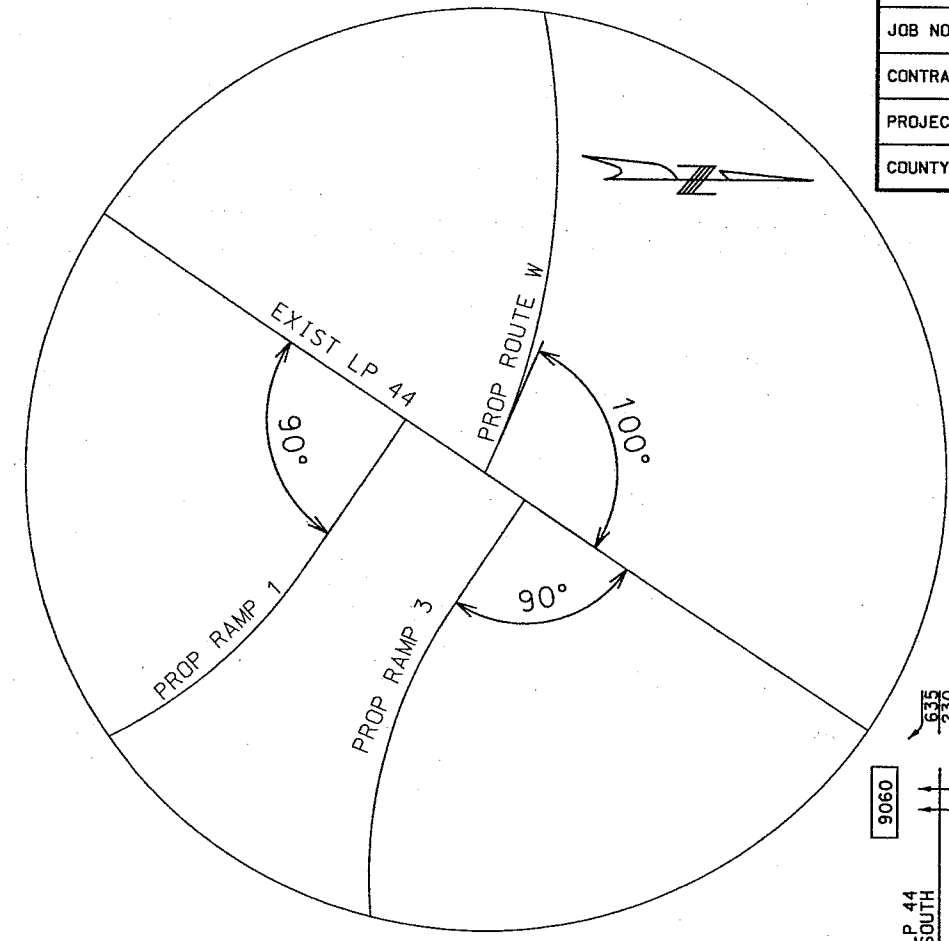 JOB NO
CONTRA
PROJEC
COUNTY
EXIST LP 44
PROP ROUTE W
90°
100°
90°
PROP RAMP 1
PROP RAMP 3
635
9060
LP 44
SOUTH